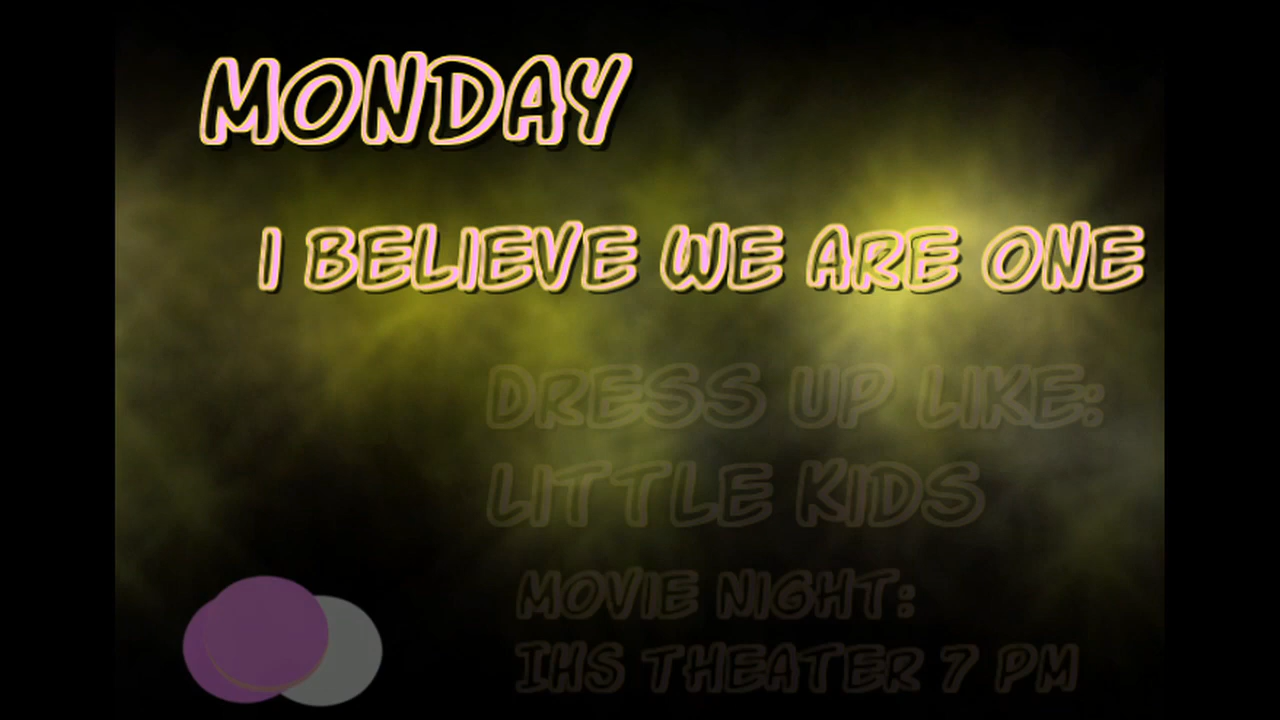 MONDAY
I BELIEVE WE ARE ONE
DRESS UP LIKE:
LITTLE KIDS
MOVIE NIGHT:
IHS THEATER 7 PM